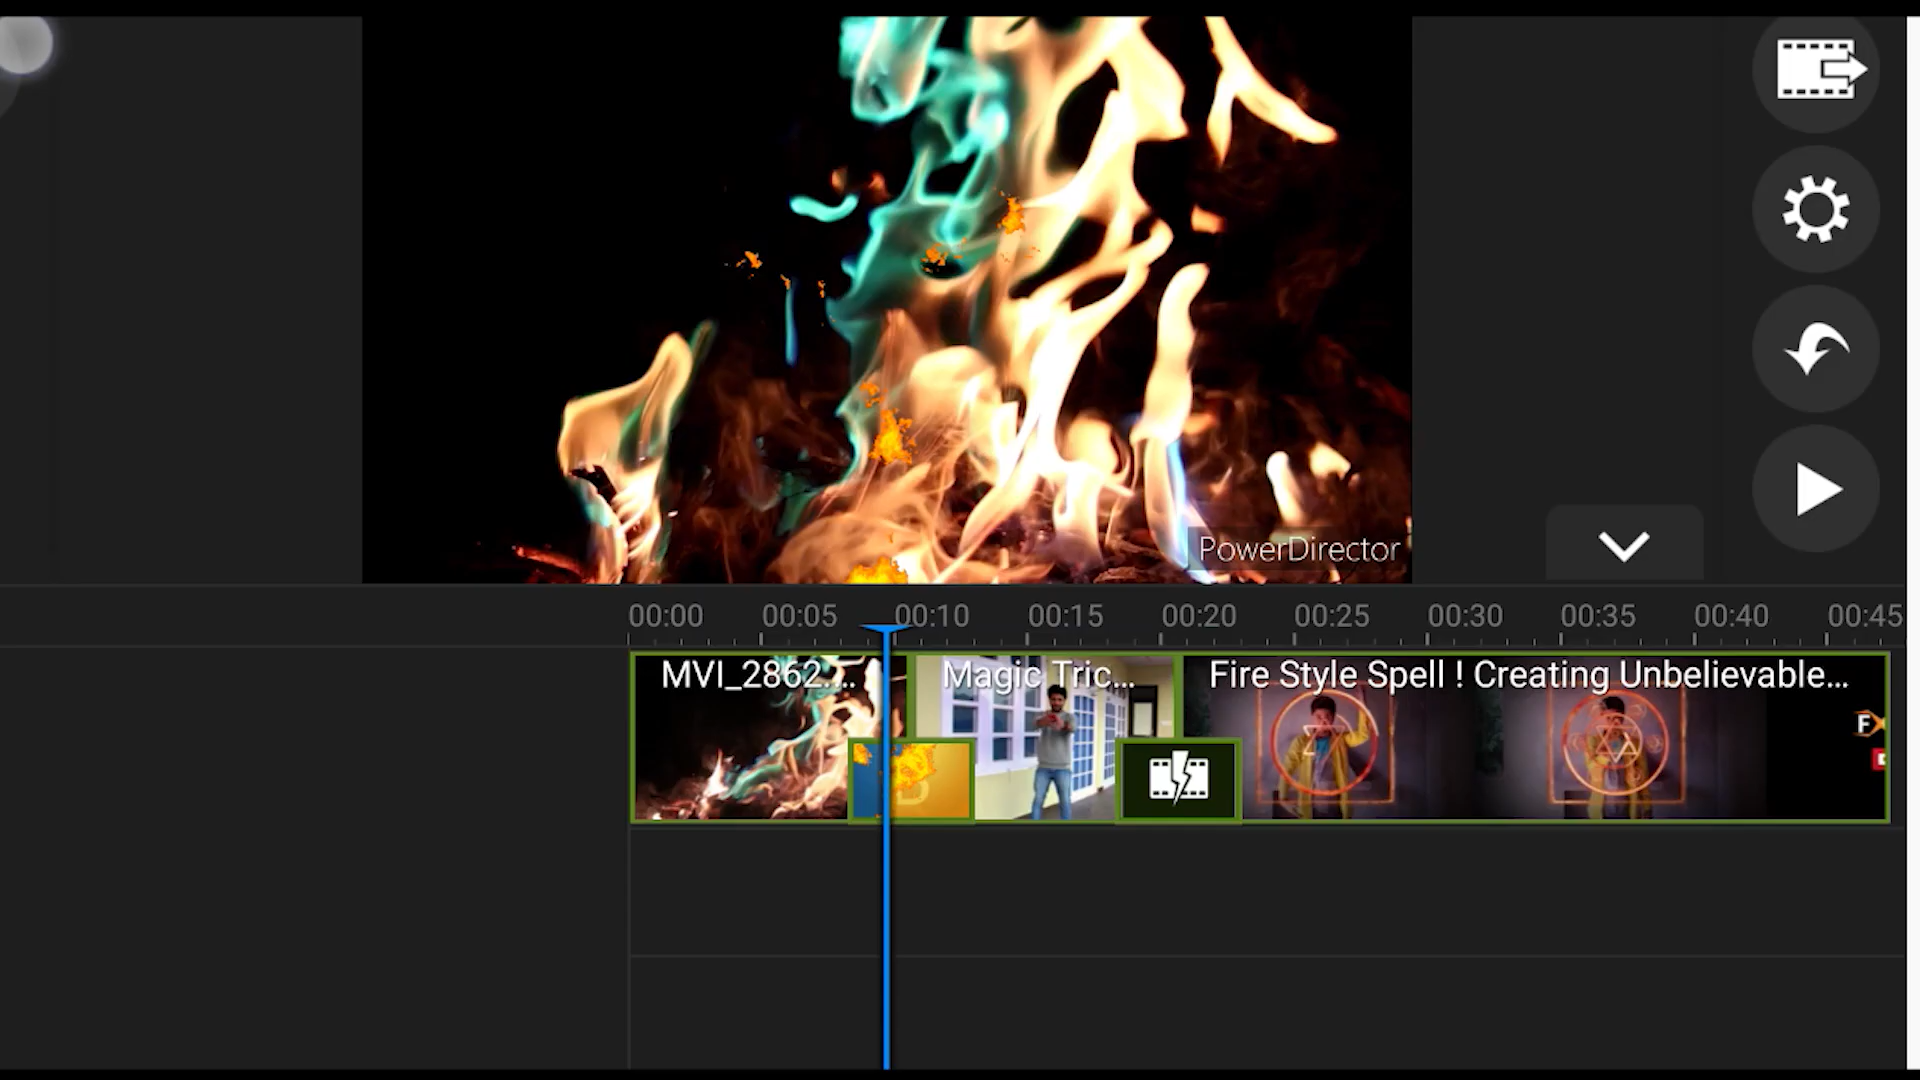 PowerDirector
00:00 00:05 00:10 00:15 00:20 00:25 00:30 00:35 00:40 00:45
MVI_2862.... Magic Tric... Fire Style Spell ! Creating Unbelievable...
B
F